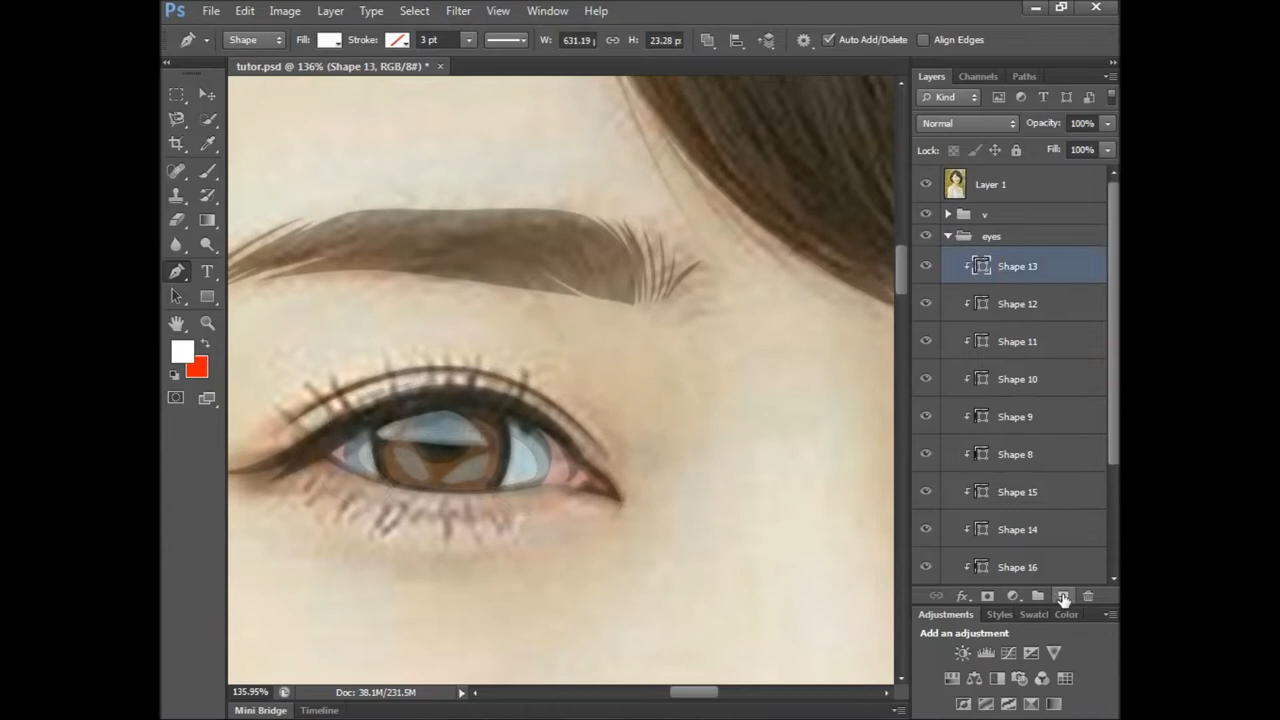 Ps File Edit Image Layer Type Select Filter View Window Help
Shape Fill: Stroke: 3 pt W: 631.19 H: 23.28 p Auto Add/Delete Align Edges
tutor.psd @ 136% (Shape 13, RGB/8#) * ×
Layers Channels Paths
Kind T
Normal Opacity: 100%
Lock: Fill: 100%
Layer 1
v
eyes
Shape 13
Shape 12
Shape 11
Shape 10
Shape 9
Shape 8
Shape 15
Shape 14
Shape 16
T
fx
Adjustments Styles Swatcl Color
Add an adjustment
135.95% Doc: 38.1M/231.5M
Mini Bridge Timeline